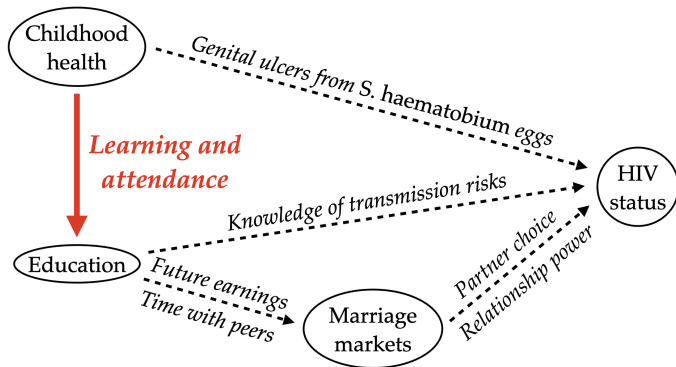 Childhood
health
Genital ulcers from S. haematobium eggs
Learning and
attendance
HIV
status
Knowledge of transmission risks
Education
Future earnings
Time with peers
Marriage
markets
Partner choice
Relationship power